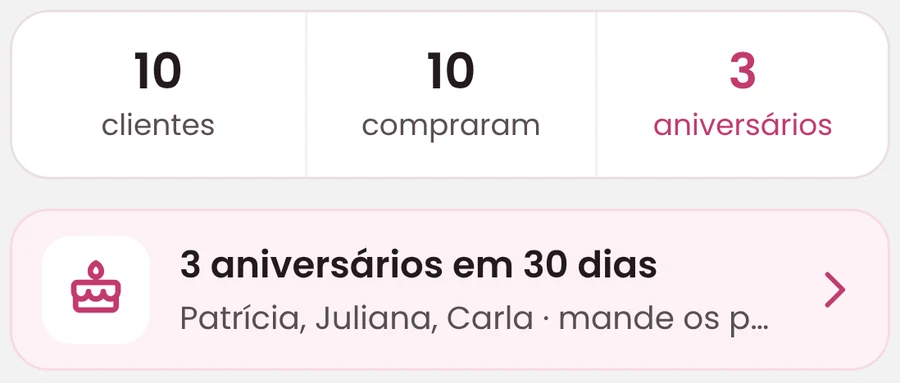 10
clientes
10
compraram
3
aniversários
3 aniversários em 30 dias
Patrícia, Juliana, Carla · mande os p...